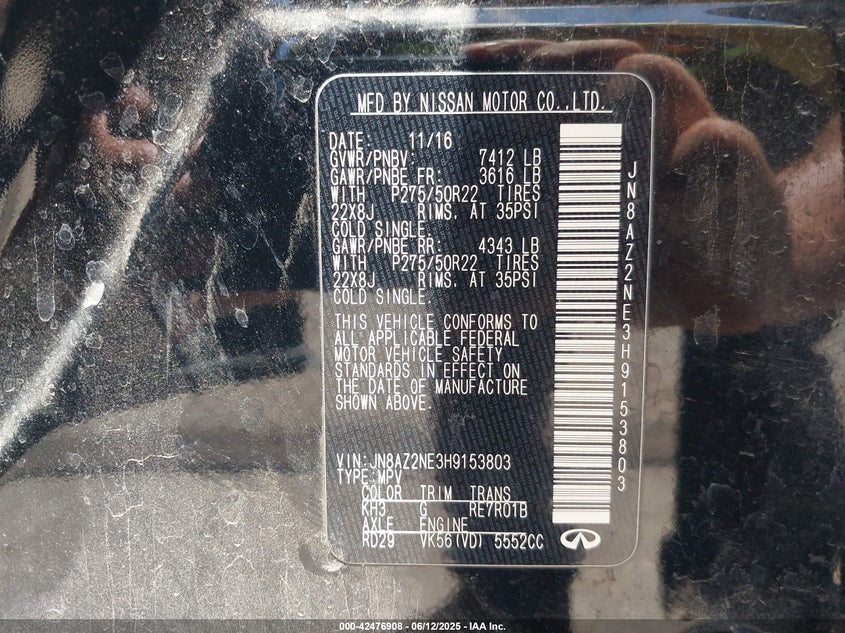 MFD BY NISSAN MOTOR CO.,LTD.
DATE: 11/16
GVWR/PNBV: 7412 LB
GAWR/PNBE FR: 3616 LB
WITH P275/50R22 TIRES
22X8J RIMS. AT 35PSI
COLD SINGLE.
GAWR/PNBE RR: 4343 LB
WITH P275/50R22 TIRES
22X8J RIMS. AT 35PSI
COLD SINGLE.
THIS VEHICLE CONFORMS TO
ALL APPLICABLE FEDERAL
MOTOR VEHICLE SAFETY
STANDARDS IN EFFECT ON
THE DATE OF MANUFACTURE
SHOWN ABOVE.
VIN:JN8AZ2NE3H9153803
TYPE:MPV
COLOR TRIM TRANS
KH3 G RE7R01B
AXLE ENGINE
RD29 VK56(VD) 5552CC
JN8AZ2NE3H9153803
000-42476908 - 06/12/2025 - IAA Inc.